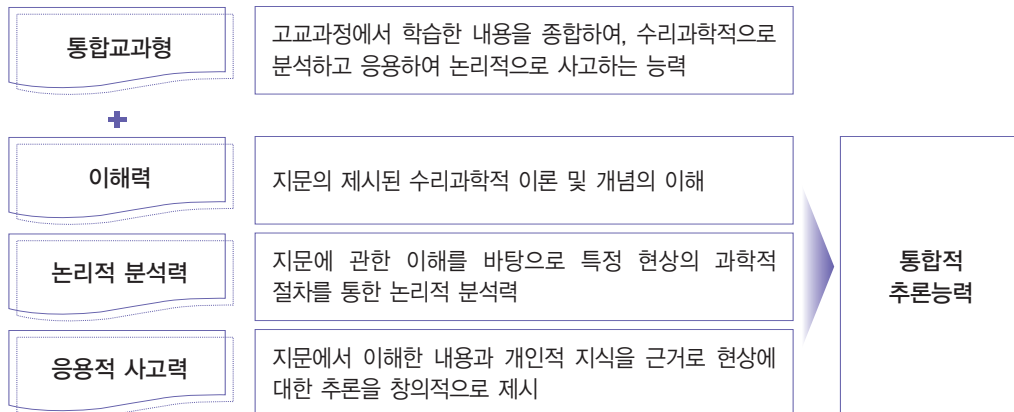 통합교과형
고교과정에서 학습한 내용을 종합하여, 수리과학적으로
분석하고 응용하여 논리적으로 사고하는 능력
+
이해력
지문의 제시된 수리과학적 이론 및 개념의 이해
논리적 분석력
지문에 관한 이해를 바탕으로 특정 현상의 과학적
절차를 통한 논리적 분석력
응용적 사고력
지문에서 이해한 내용과 개인적 지식을 근거로 현상에
대한 추론을 창의적으로 제시
통합적
추론능력